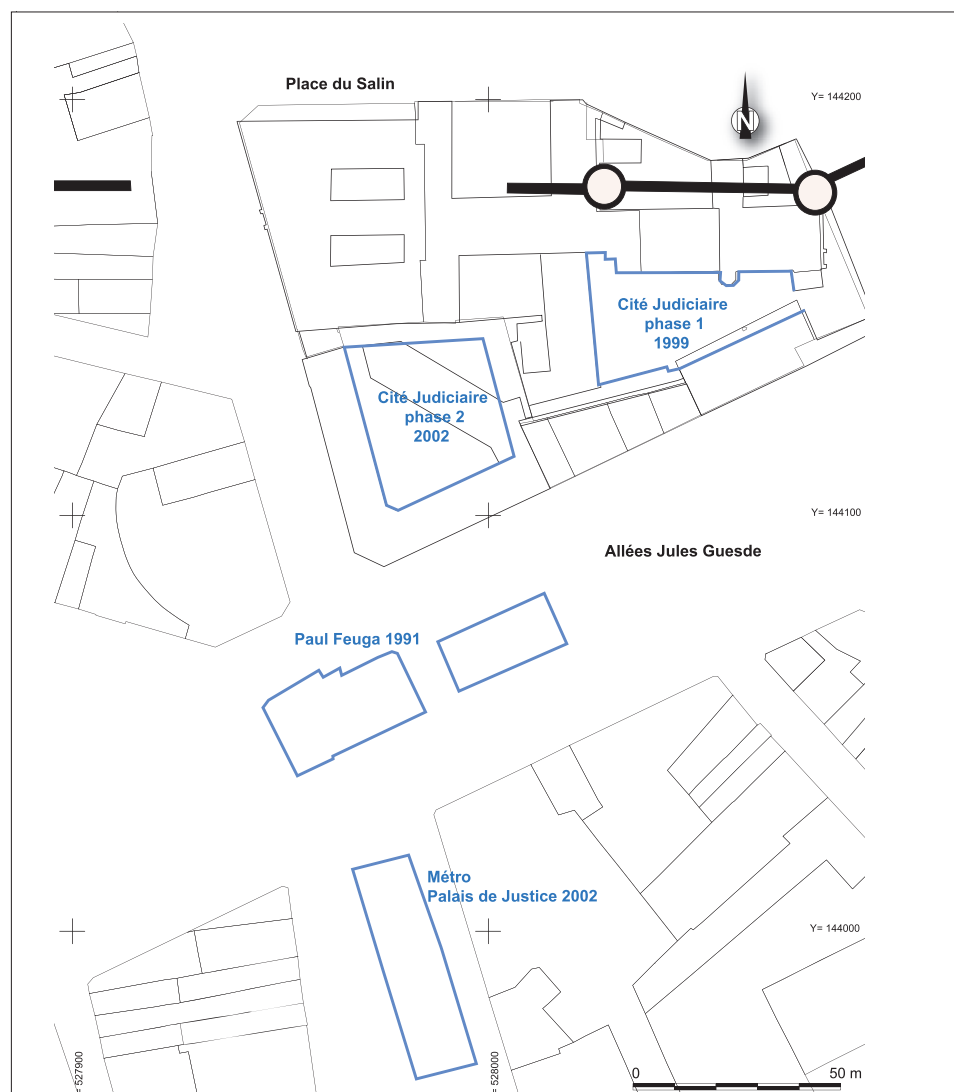 Place du Salin
Y= 144200
N
Cité Judiciaire
phase 1
1999
Cité Judiciaire
phase 2
2002
Y= 144100
Allées Jules Guesde
Paul Feuga 1991
Métro
Palais de Justice 2002
Y= 144000
= 527900
= 528000
0 50 m